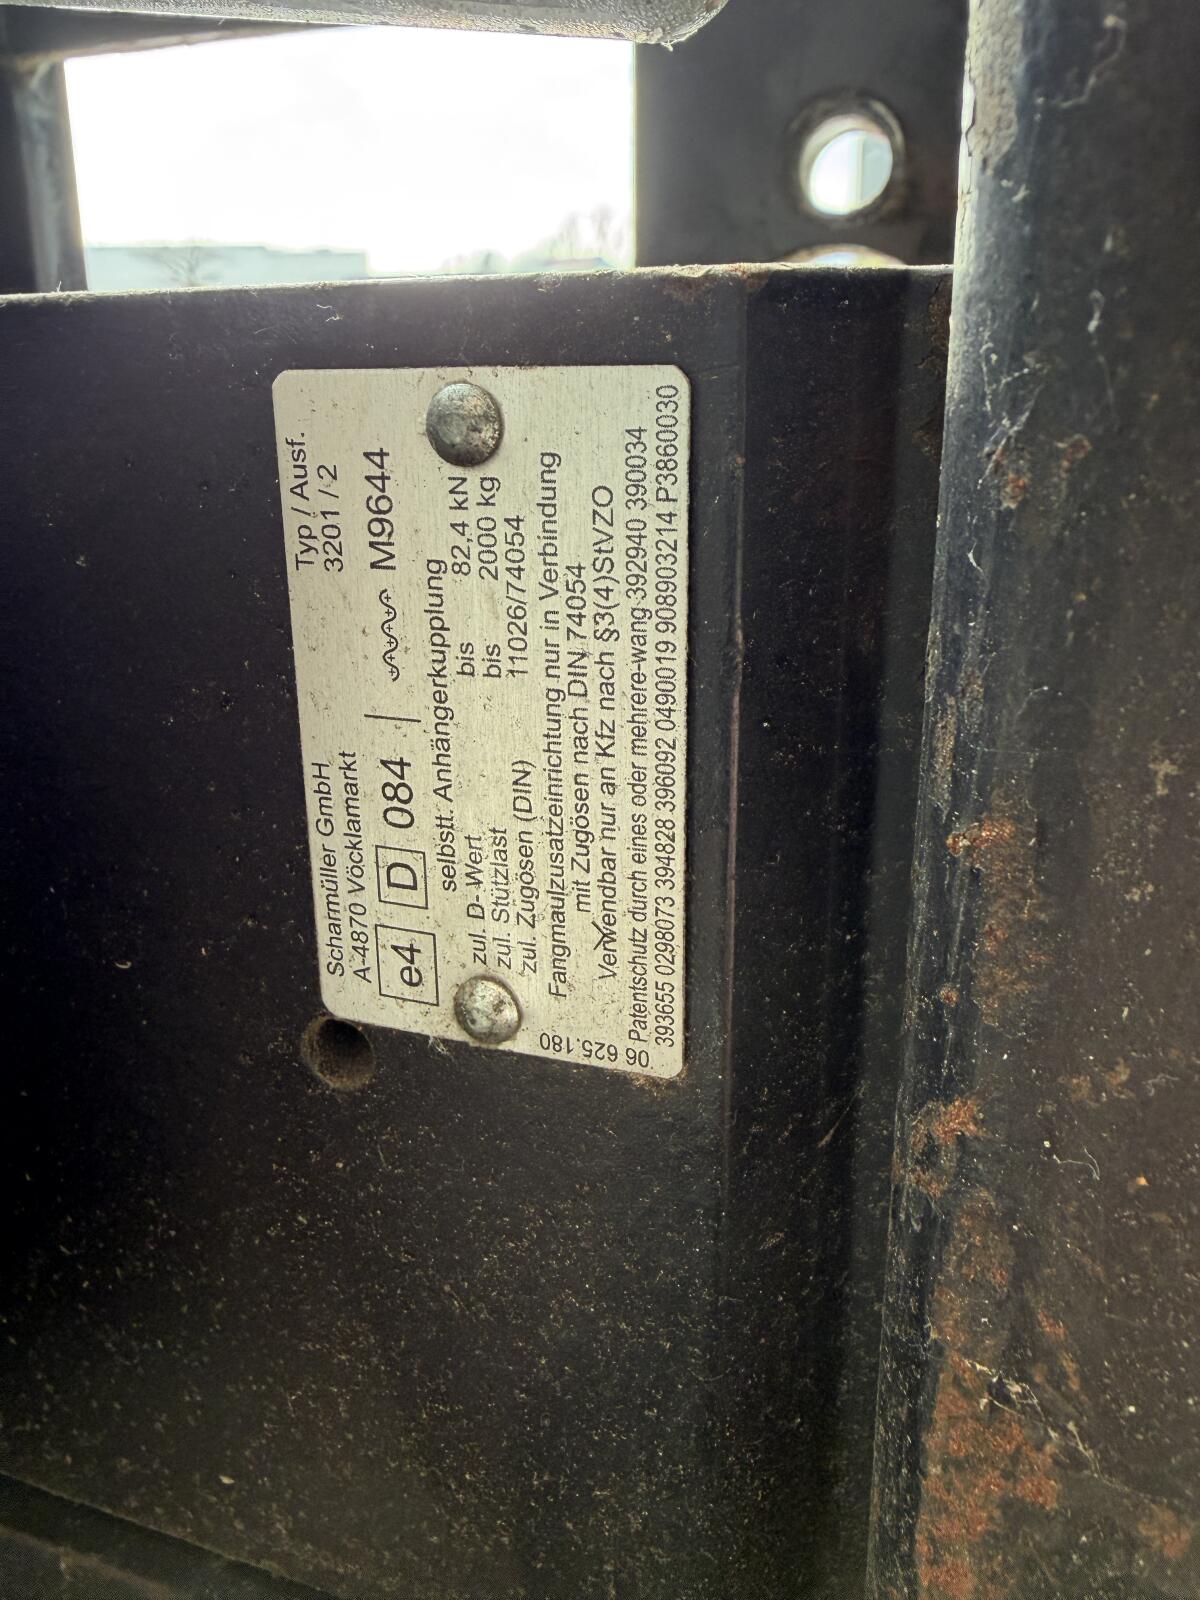 Scharmüller GmbH Typ / Ausf.
A-4870 Vöcklamarkt 3201 / 2
e4 D 084 | M9644
selbstt. Anhängerkupplung
zul. D-Wert bis 82,4 kN
zul. Stützlast bis 2000 kg
zul. Zugösen (DIN) 11026/74054
Fangmaulzusatzeinrichtung nur in Verbindung
mit Zugösen nach DIN 74054
Verwendbar nur an Kfz nach §3(4)StVZO
Patentschutz durch eines oder mehrere-wang 392940 390034
393655 0298073 394828 396092 0490019 908903214 P3860030
06 625.180